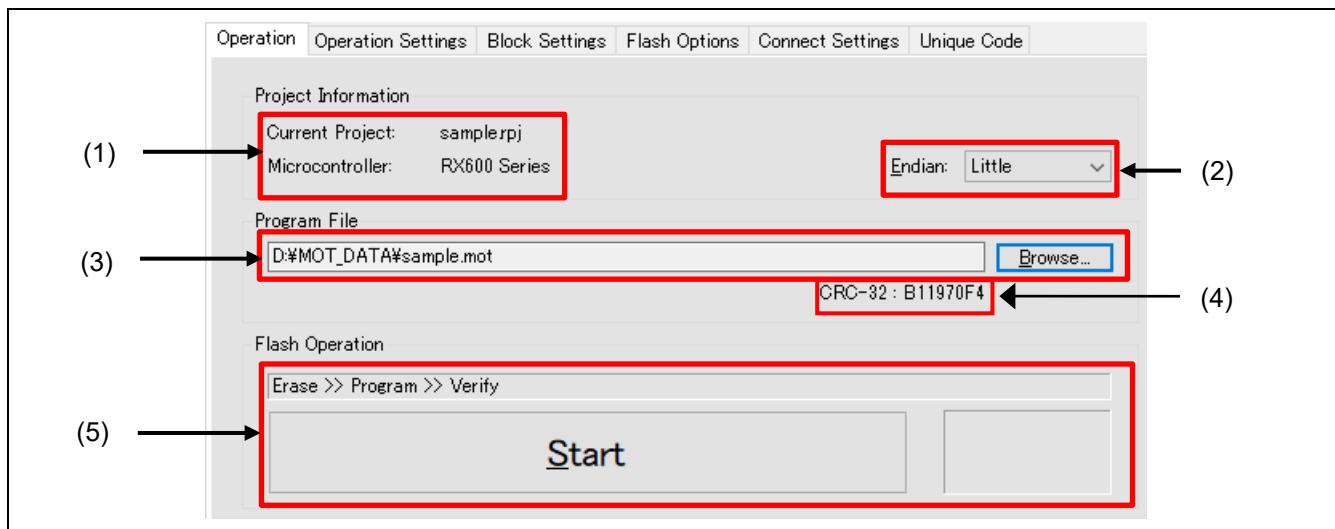 Operation Operation Settings Block Settings Flash Options Connect Settings Unique Code
Project Information
Current Project: sample.rpj
(1)
Microcontroller: RX600 Series
Endian: Little
(2)
Program File
(3)
D:¥MOT_DATA¥sample.mot
Browse...
CRC-32 : B11970F4
(4)
Flash Operation
Erase >> Program >> Verify
(5)
Start